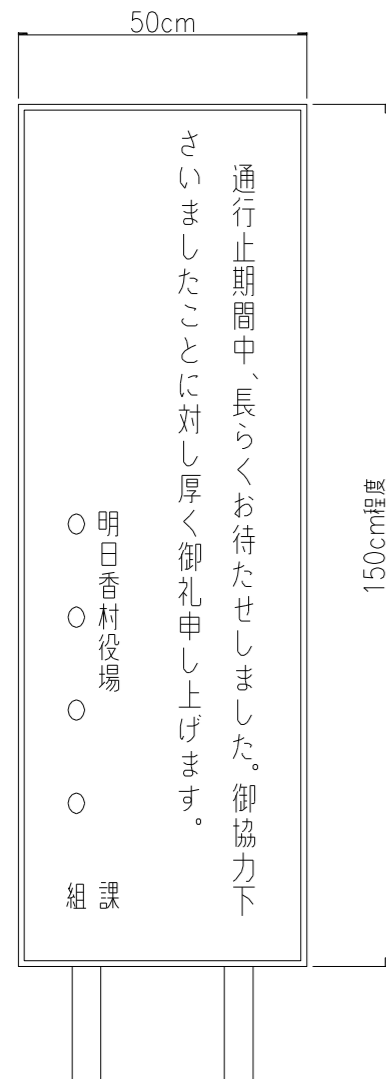 50cm
通行止期間中、長らくお待たせしました。御協力下
さいましたことに対し厚く御礼申し上げます。
明日香村役場　課
○○○○組
150cm程度